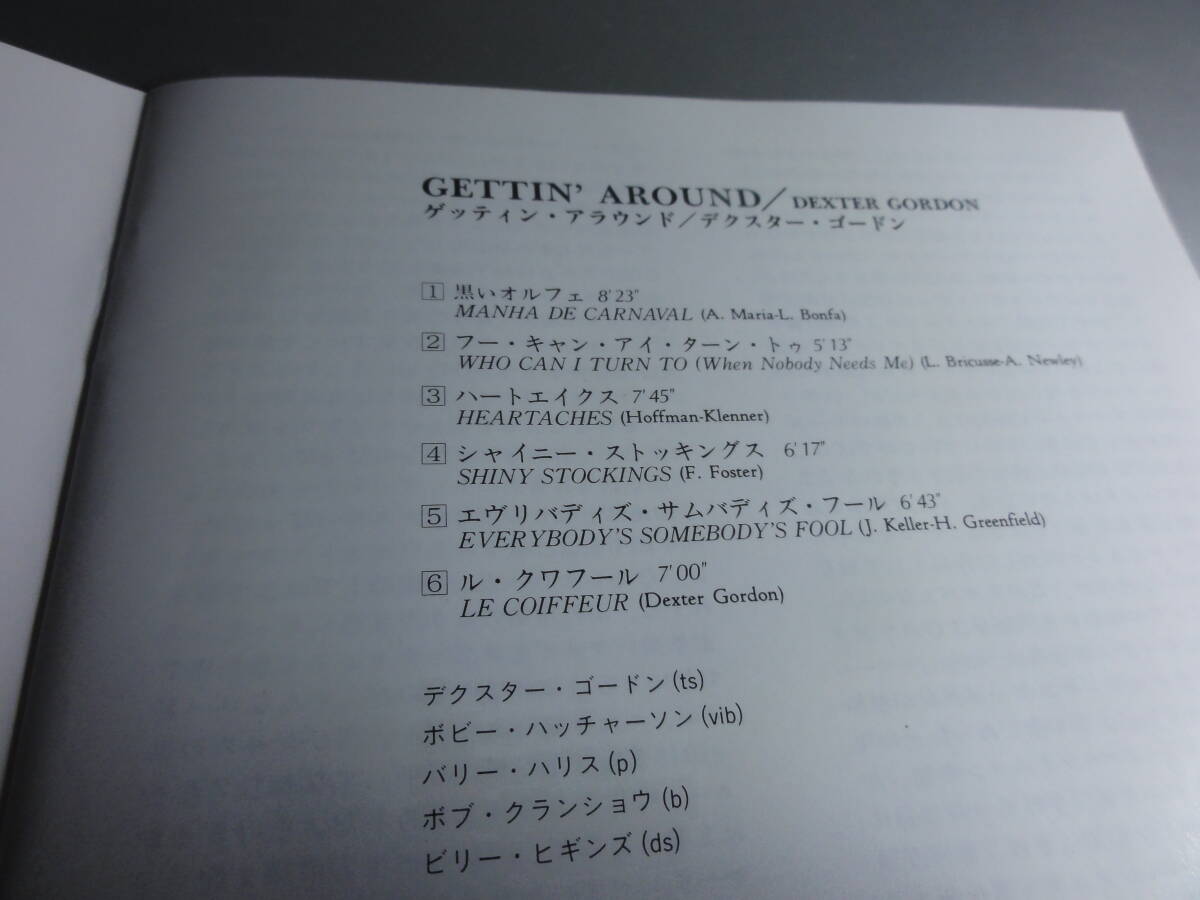 GETTIN' AROUND/DEXTER GORDON
ゲッティン・アラウンド/デクスター・ゴードン
1 黒いオルフェ 8'23"
MANHA DE CARNAVAL (A. Maria-L. Bonfa)
2 フー・キャン・アイ・ターン・トゥ 5'13"
WHO CAN I TURN TO (When Nobody Needs Me) (L. Bricusse-A. Newley)
3 ハートエイクス 7'45"
HEARTACHES (Hoffman-Klenner)
4 シャイニー・ストッキングス 6'17"
SHINY STOCKINGS (F. Foster)
5 エヴリバディズ・サムバディズ・フール 6'43"
EVERYBODY'S SOMEBODY'S FOOL (J. Keller-H. Greenfield)
6 ル・クワフール 7'00"
LE COIFFEUR (Dexter Gordon)
デクスター・ゴードン(ts)
ボビー・ハッチャーソン(vib)
バリー・ハリス(p)
ボブ・クランショウ(b)
ビリー・ヒギンズ(ds)